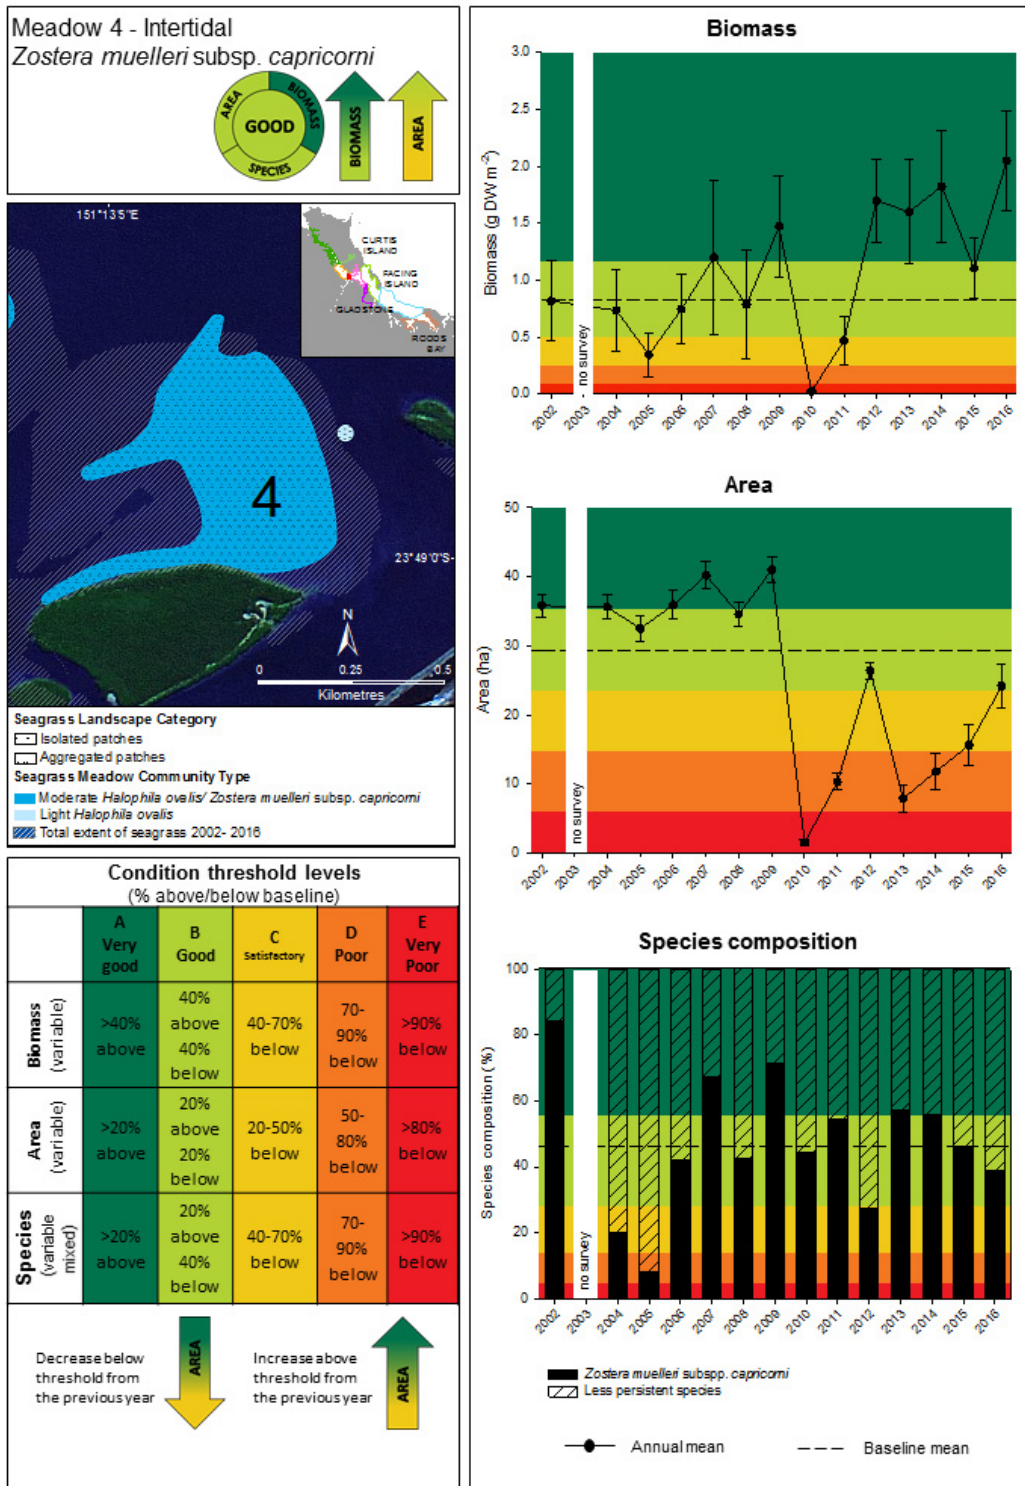 Meadow 4 - Intertidal
Zostera muelleri subsp. capricorni
AREA
BIOMASS
GOOD
SPECIES
BIOMASS
AREA
151°13'5"E
CURTIS
ISLAND
FACING
ISLAND
GLADSTONE
RODDS
BAY
4
23°49'0"S
N
0 0.25 0.5
Kilometres
Seagrass Landscape Category
Isolated patches
Aggregated patches
Seagrass Meadow Community Type
Moderate Halophila ovalis/ Zostera muelleri subsp. capricorni
Light Halophila ovalis
Total extent of seagrass 2002- 2016
Condition threshold levels
(% above/below baseline)
A
Very
good
B
Good
C
Satisfactory
D
Poor
E
Very
Poor
Biomass
(variable)
>40%
above
40%
above
40%
below
40-70%
below
70-
90%
below
>90%
below
Area
(variable)
>20%
above
20%
above
20%
below
20-50%
below
50-
80%
below
>80%
below
Species
(variable
mixed)
>20%
above
20%
above
40%
below
40-70%
below
70-
90%
below
>90%
below
Decrease below
threshold from
the previous year
AREA
Increase above
threshold from
the previous year
AREA
Biomass
Biomass (g DW m-2)
3.0
2.5
2.0
1.5
1.0
0.5
0.0
no survey
2002 2003 2004 2005 2006 2007 2008 2009 2010 2011 2012 2013 2014 2015 2016
Area
Area (ha)
50
40
30
20
10
0
no survey
2002 2003 2004 2005 2006 2007 2008 2009 2010 2011 2012 2013 2014 2015 2016
Species composition
Species composition (%)
100
80
60
40
20
0
no survey
2002 2003 2004 2005 2006 2007 2008 2009 2010 2011 2012 2013 2014 2015 2016
Zostera muelleri subspp. capricorni
Less persistent species
Annual mean
Baseline mean